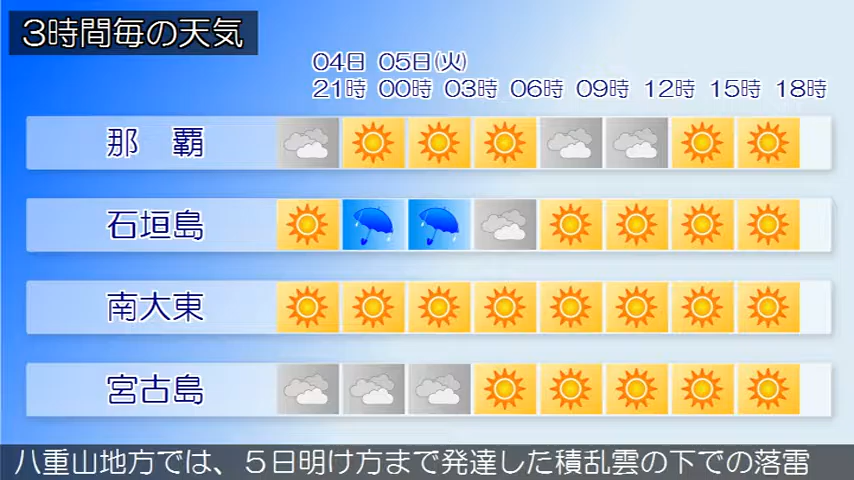 3時間毎の天気
04日 05日(火)
21時 00時 03時 06時 09時 12時 15時 18時
那 覇
石垣島
南大東
宮古島
八重山地方では、5日明け方まで発達した積乱雲の下での落雷